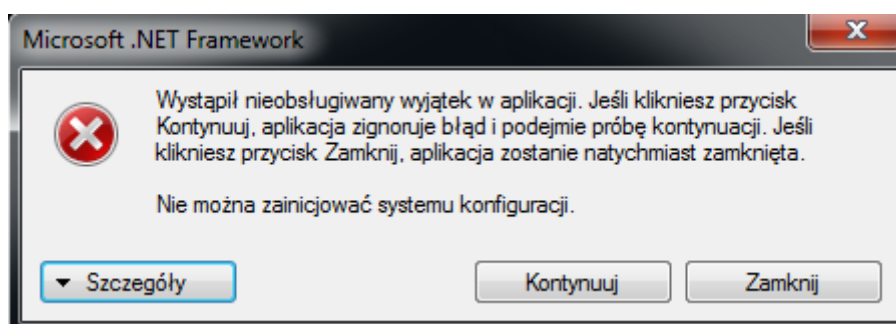 Microsoft .NET Framework
Wystąpił nieobsługiwany wyjątek w aplikacji. Jeśli klikniesz przycisk
Kontynuuj, aplikacja zignoruje błąd i podejmie próbę kontynuacji. Jeśli
klikniesz przycisk Zamknij, aplikacja zostanie natychmiast zamknięta.
Nie można zainicjować systemu konfiguracji.
Szczegóły
Kontynuuj
Zamknij